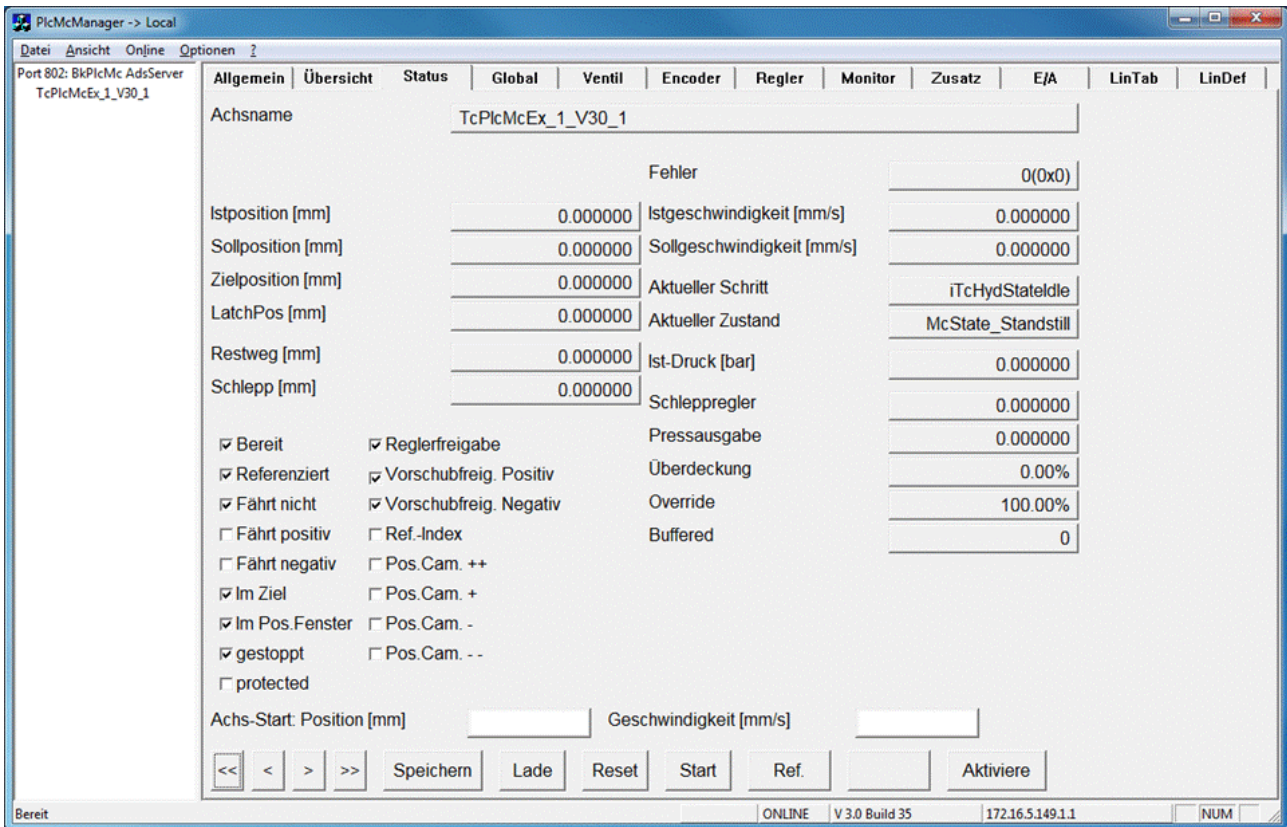 PlcMcManager -> Local
Datei Ansicht Online Optionen ?
Port 802: BkPlcMc AdsServer
TcPlcMcEx_1_V30_1
Allgemein Übersicht Status Global Ventil Encoder Regler Monitor Zusatz E/A LinTab LinDef
Achsname TcPlcMcEx_1_V30_1
Fehler 0(0x0)
Istposition [mm] 0.000000 Istgeschwindigkeit [mm/s] 0.000000
Sollposition [mm] 0.000000 Sollgeschwindigkeit [mm/s] 0.000000
Zielposition [mm] 0.000000 Aktueller Schritt iTcHydStateIdle
LatchPos [mm] 0.000000 Aktueller Zustand McState_Standstill
Restweg [mm] 0.000000 Ist-Druck [bar] 0.000000
Schlepp [mm] 0.000000 Schleppregler 0.000000
Bereit Reglerfreigabe Pressausgabe 0.000000
Referenziert Vorschubfreig. Positiv Überdeckung 0.00%
Fährt nicht Vorschubfreig. Negativ Override 100.00%
Fährt positiv Ref.-Index Buffered 0
Fährt negativ Pos.Cam. ++
Im Ziel Pos.Cam. +
Im Pos.Fenster Pos.Cam. -
gestoppt Pos.Cam. - -
protected
Achs-Start: Position [mm] Geschwindigkeit [mm/s]
<< < > >> Speichern Lade Reset Start Ref. Aktiviere
Bereit ONLINE V 3.0 Build 35 172.16.5.149.1.1 NUM